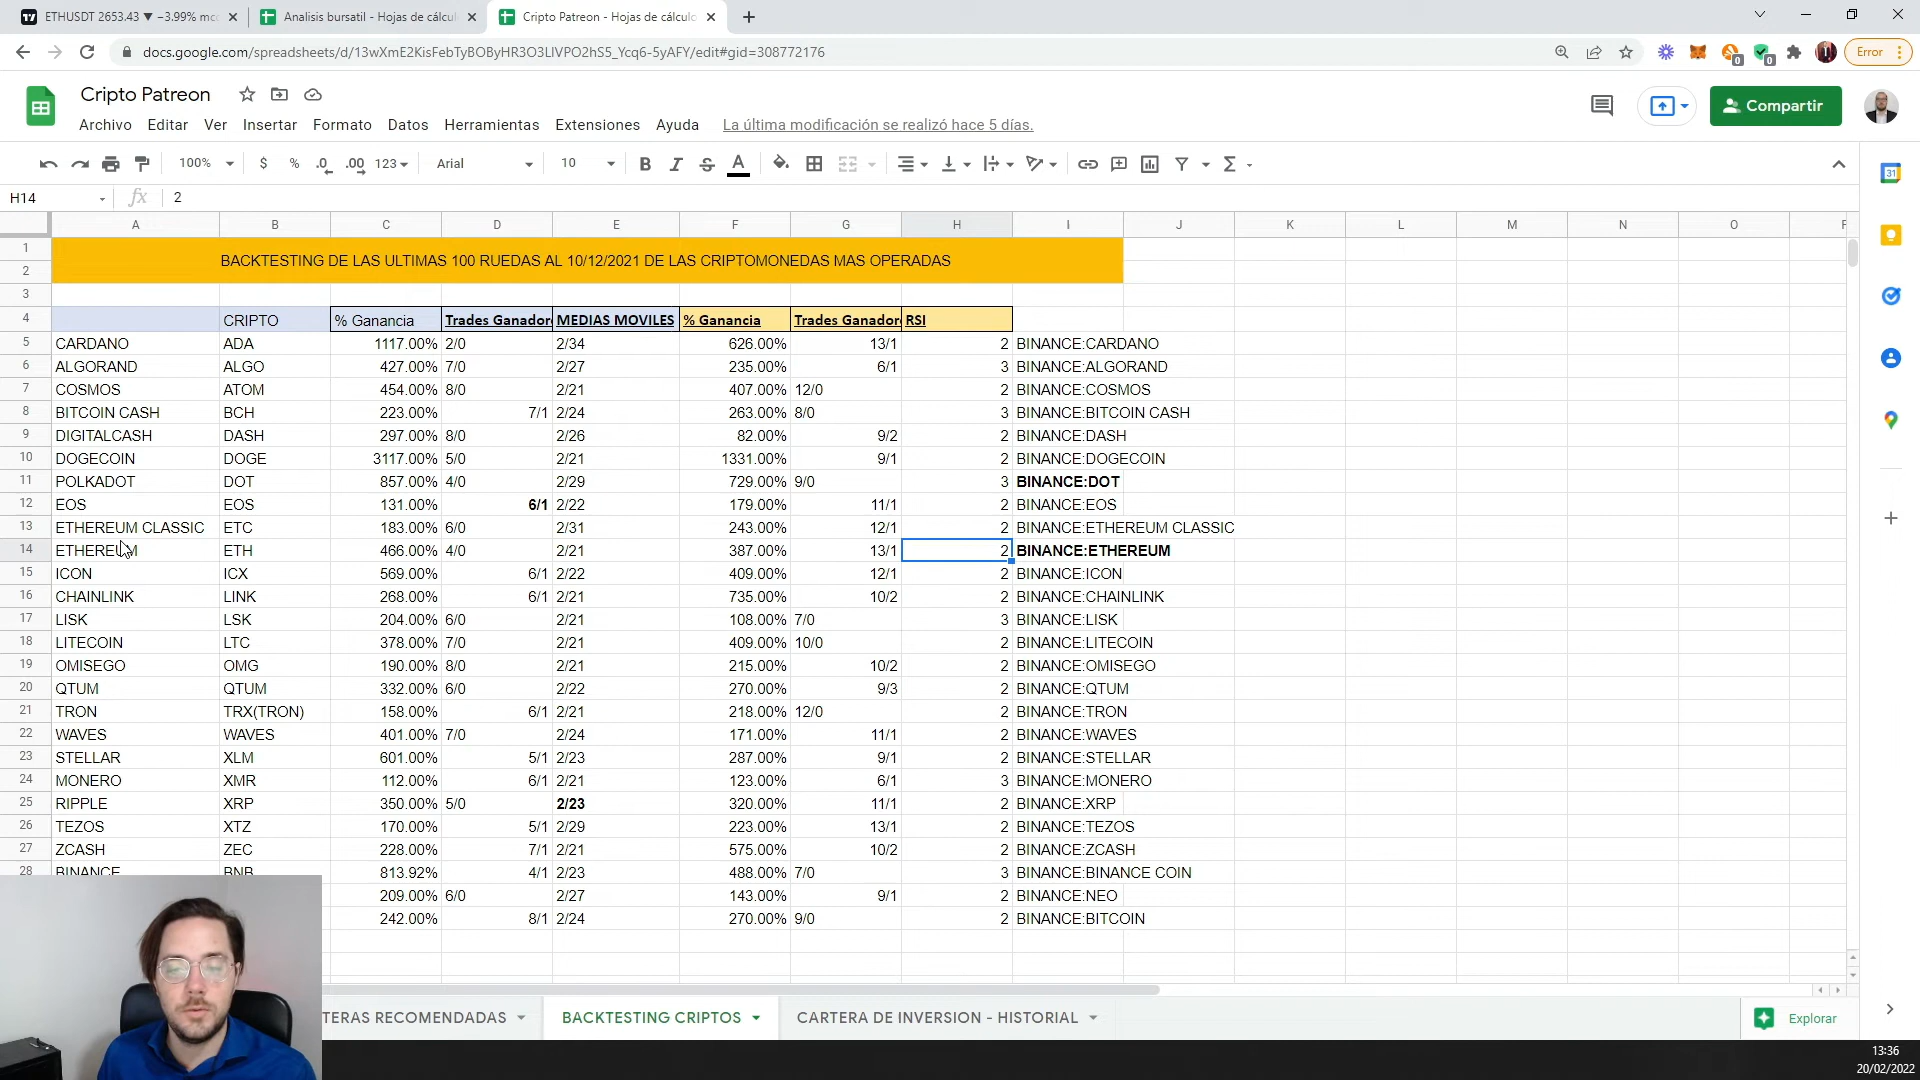 ETHUSDT 2653.43 ▼ −3.99% mc
Analisis bursatil - Hojas de cálcul
Cripto Patreon - Hojas de cálculo
docs.google.com/spreadsheets/d/13wXmE2KisFebTyBOByHR3O3LlVPO2hS5_Ycq6-5yAFY/edit#gid=308772176
0
0
Error
Cripto Patreon
Compartir
Archivo Editar Ver Insertar Formato Datos Herramientas Extensiones Ayuda La última modificación se realizó hace 5 días.
100% $ % .0 .00 123 Arial 10 B I S A
31
H14 fx 2
A B C D E F G H I J K L M N O
1
BACKTESTING DE LAS ULTIMAS 100 RUEDAS AL 10/12/2021 DE LAS CRIPTOMONEDAS MAS OPERADAS
2
3
4 CRIPTO % Ganancia Trades Ganador MEDIAS MOVILES % Ganancia Trades Ganador RSI
5 CARDANO ADA 1117.00% 2/0 2/34 626.00% 13/1 2 BINANCE:CARDANO
6 ALGORAND ALGO 427.00% 7/0 2/27 235.00% 6/1 3 BINANCE:ALGORAND
7 COSMOS ATOM 454.00% 8/0 2/21 407.00% 12/0 2 BINANCE:COSMOS
8 BITCOIN CASH BCH 223.00% 7/1 2/24 263.00% 8/0 3 BINANCE:BITCOIN CASH
9 DIGITALCASH DASH 297.00% 8/0 2/26 82.00% 9/2 2 BINANCE:DASH
10 DOGECOIN DOGE 3117.00% 5/0 2/21 1331.00% 9/1 2 BINANCE:DOGECOIN
11 POLKADOT DOT 857.00% 4/0 2/29 729.00% 9/0 3 BINANCE:DOT
12 EOS EOS 131.00% 6/1 2/22 179.00% 11/1 2 BINANCE:EOS
13 ETHEREUM CLASSIC ETC 183.00% 6/0 2/31 243.00% 12/1 2 BINANCE:ETHEREUM CLASSIC
14 ETHEREUM ETH 466.00% 4/0 2/21 387.00% 13/1 2 BINANCE:ETHEREUM
15 ICON ICX 569.00% 6/1 2/22 409.00% 12/1 2 BINANCE:ICON
16 CHAINLINK LINK 268.00% 6/1 2/21 735.00% 10/2 2 BINANCE:CHAINLINK
17 LISK LSK 204.00% 6/0 2/21 108.00% 7/0 3 BINANCE:LISK
18 LITECOIN LTC 378.00% 7/0 2/21 409.00% 10/0 2 BINANCE:LITECOIN
19 OMISEGO OMG 190.00% 8/0 2/21 215.00% 10/2 2 BINANCE:OMISEGO
20 QTUM QTUM 332.00% 6/0 2/22 270.00% 9/3 2 BINANCE:QTUM
21 TRON TRX(TRON) 158.00% 6/1 2/21 218.00% 12/0 2 BINANCE:TRON
22 WAVES WAVES 401.00% 7/0 2/24 171.00% 11/1 2 BINANCE:WAVES
23 STELLAR XLM 601.00% 5/1 2/23 287.00% 9/1 2 BINANCE:STELLAR
24 MONERO XMR 112.00% 6/1 2/21 123.00% 6/1 3 BINANCE:MONERO
25 RIPPLE XRP 350.00% 5/0 2/23 320.00% 11/1 2 BINANCE:XRP
26 TEZOS XTZ 170.00% 5/1 2/29 223.00% 13/1 2 BINANCE:TEZOS
27 ZCASH ZEC 228.00% 7/1 2/21 575.00% 10/2 2 BINANCE:ZCASH
28 BINANCE BNB 813.92% 4/1 2/23 488.00% 7/0 3 BINANCE:BINANCE COIN
209.00% 6/0 2/27 143.00% 9/1 2 BINANCE:NEO
242.00% 8/1 2/24 270.00% 9/0 2 BINANCE:BITCOIN
TERAS RECOMENDADAS BACKTESTING CRIPTOS CARTERA DE INVERSION - HISTORIAL Explorar
13:36
20/02/2022